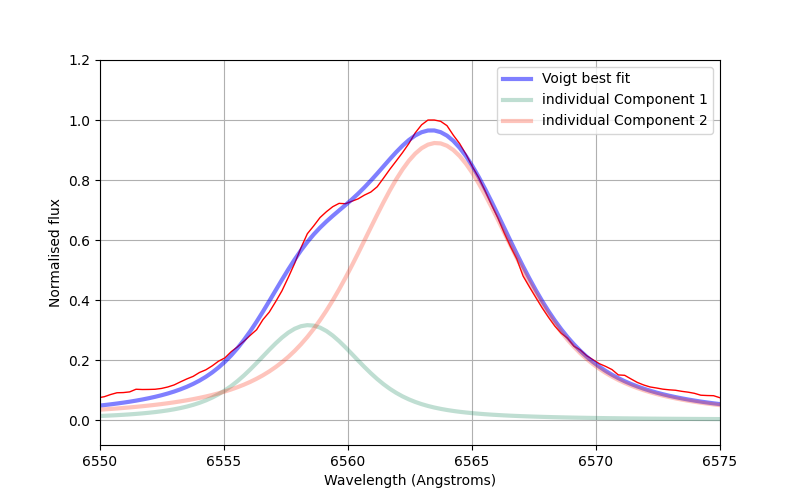 1.2
1.0
0.8
0.6
0.4
0.2
0.0
Normalised flux
Voigt best fit
individual Component 1
individual Component 2
6550 6555 6560 6565 6570 6575
Wavelength (Angstroms)